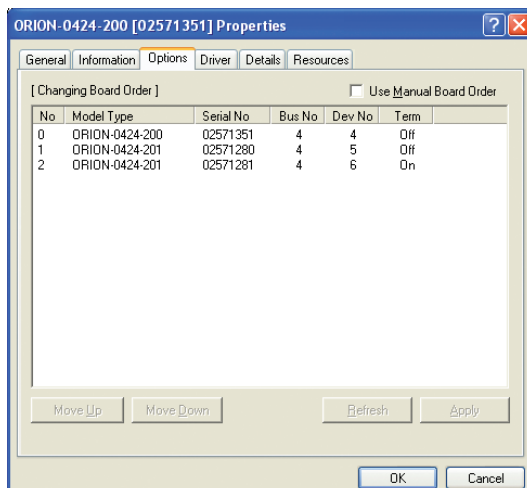 ORION-0424-200 [02571351] Properties
General Information Options Driver Details Resources
[ Changing Board Order ] Use Manual Board Order
No Model Type Serial No Bus No Dev No Term
0 ORION-0424-200 02571351 4 4 Off
1 ORION-0424-201 02571280 4 5 Off
2 ORION-0424-201 02571281 4 6 On
Move Up Move Down Refresh Apply
OK Cancel